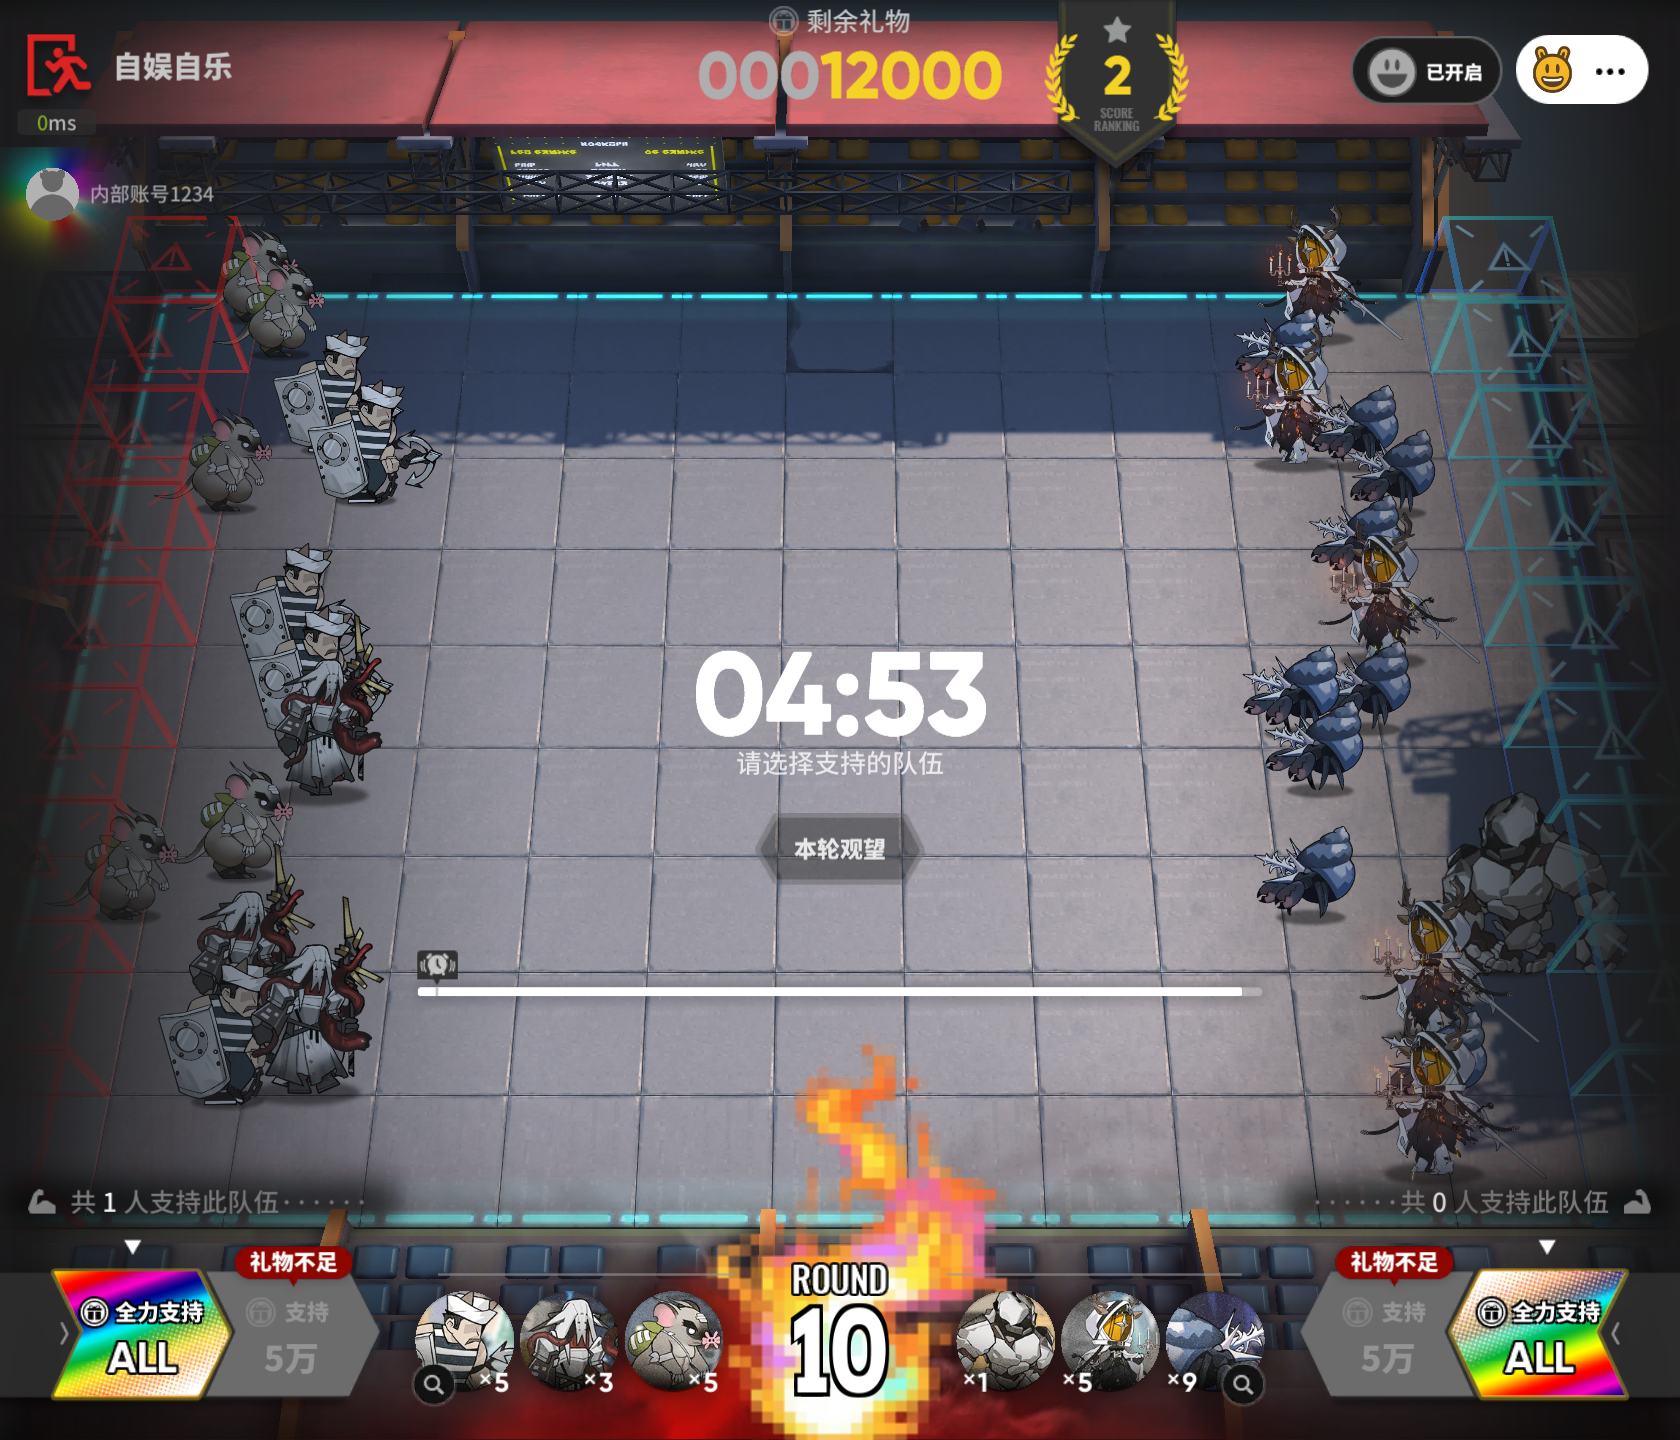 剩余礼物
00012000
自娱自乐
0ms
2
SCORE
RANKING
已开启
内部账号1234
04:53
请选择支持的队伍
本轮观望
共 1 人支持此队伍······
······共 0 人支持此队伍
礼物不足
全力支持
ALL
支持
5万
×5
×3
×5
ROUND
10
×1
×5
×9
礼物不足
支持
5万
全力支持
ALL